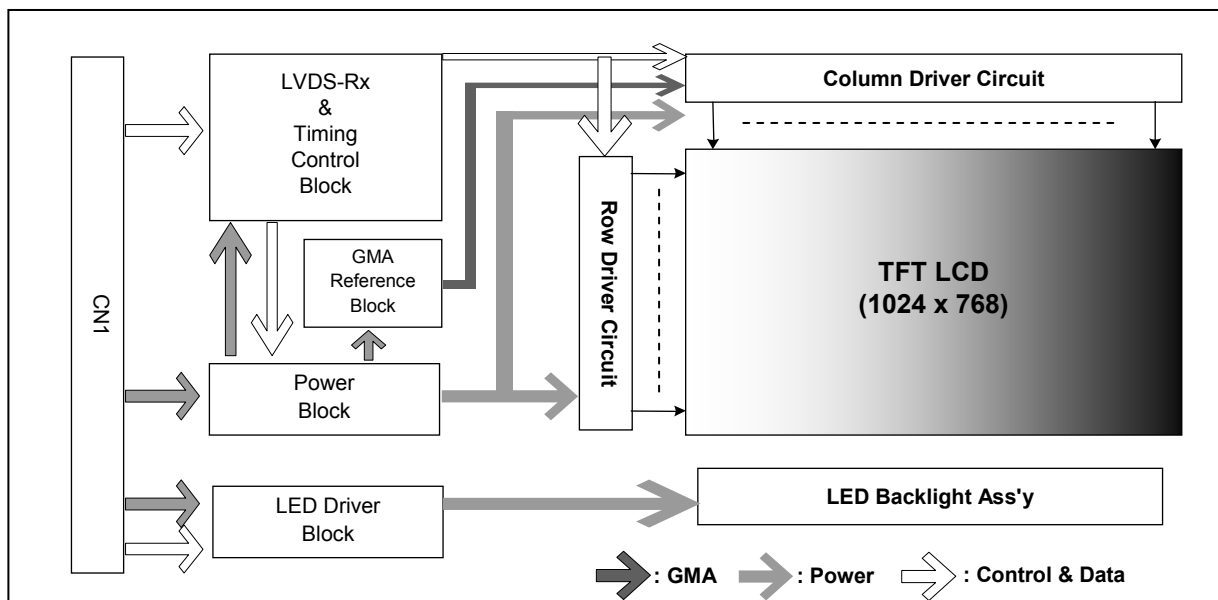 CN1
LVDS-Rx
&
Timing
Control
Block
GMA
Reference
Block
Power
Block
LED Driver
Block
Column Driver Circuit
Row Driver Circuit
TFT LCD
(1024 x 768)
LED Backlight Ass'y
: GMA
: Power
: Control & Data